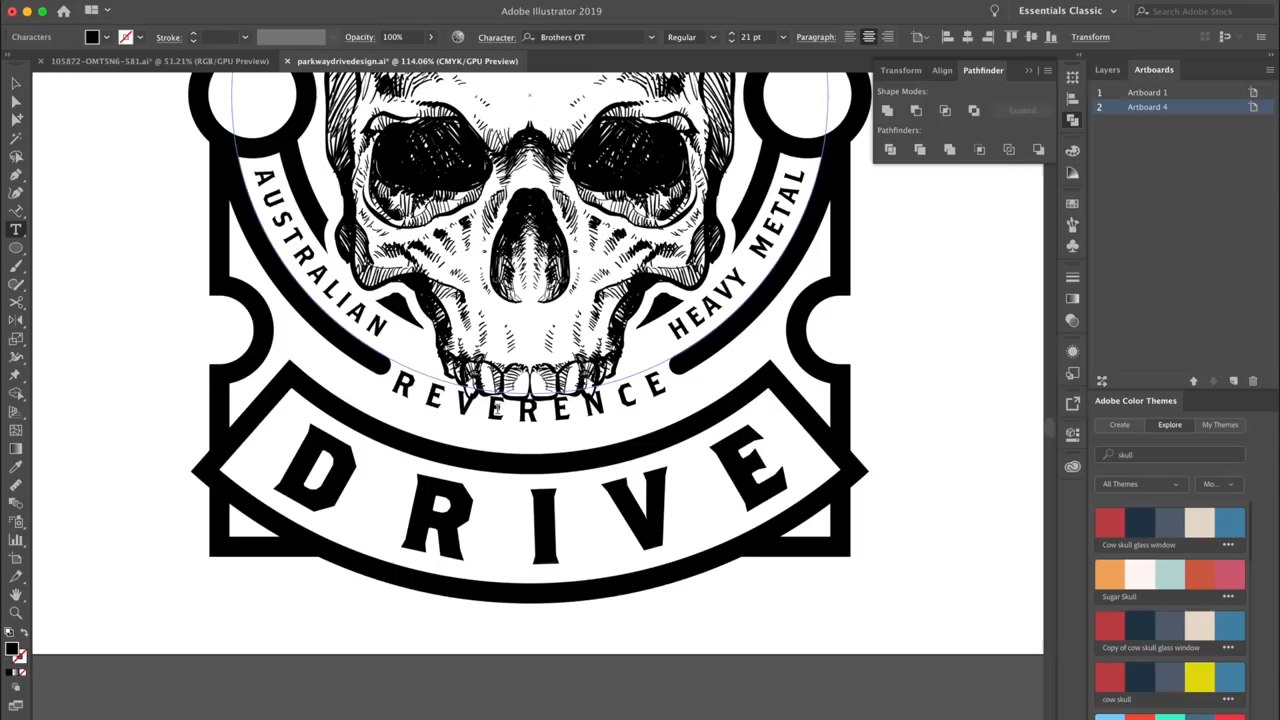 Adobe Illustrator 2019
Essentials Classic
Search Adobe Stock
Characters
Stroke:
Opacity: 100%
Character: Brothers OT
Regular
21 pt
Paragraph:
Transform
105872-OMT5N6-581.ai* @ 51.21% (RGB/GPU Preview)
parkwaydrivedesign.ai* @ 114.06% (CMYK/GPU Preview)
Transform Align Pathfinder
Shape Modes:
Expand
Pathfinders:
Layers Artboards
1 Artboard 1
2 Artboard 4
AUSTRALIAN
HEAVY METAL
REVERENCE
DRIVE
Adobe Color Themes
Create Explore My Themes
skull
All Themes Mo...
Cow skull glass window
Sugar Skull
Copy of cow skull glass window
cow skull